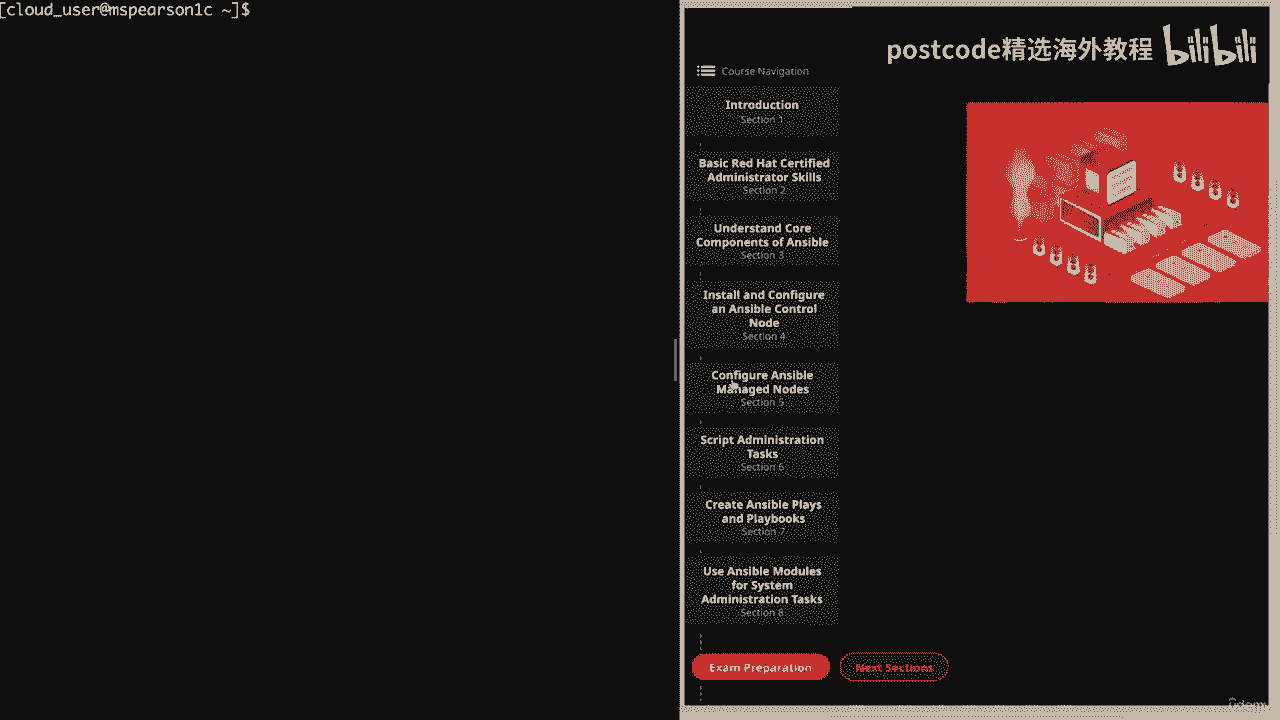 [cloud_user@mspearson1c ~]$
postcode精选海外教程 bilibili
Course Navigation
Introduction
Section 1
Basic Red Hat Certified
Administrator Skills
Section 2
Understand Core
Components of Ansible
Section 3
Install and Configure
an Ansible Control
Node
Section 4
Configure Ansible
Managed Nodes
Section 5
Script Administration
Tasks
Section 6
Create Ansible Plays
and Playbooks
Section 7
Use Ansible Modules
for System
Administration Tasks
Section 8
Exam Preparation
Next Sections
ûdemy